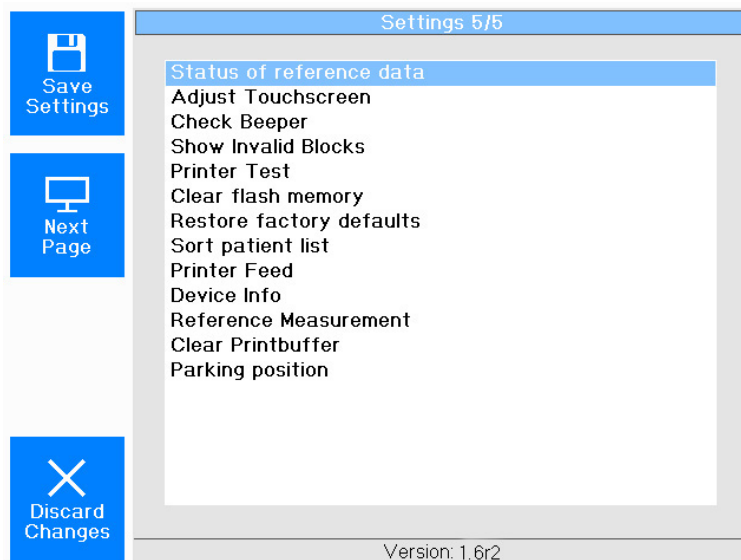 Settings 5/5
Save
Settings
Next
Page
Discard
Changes
Status of reference data
Adjust Touchscreen
Check Beeper
Show Invalid Blocks
Printer Test
Clear flash memory
Restore factory defaults
Sort patient list
Printer Feed
Device Info
Reference Measurement
Clear Printbuffer
Parking position
Version: 1.6r2